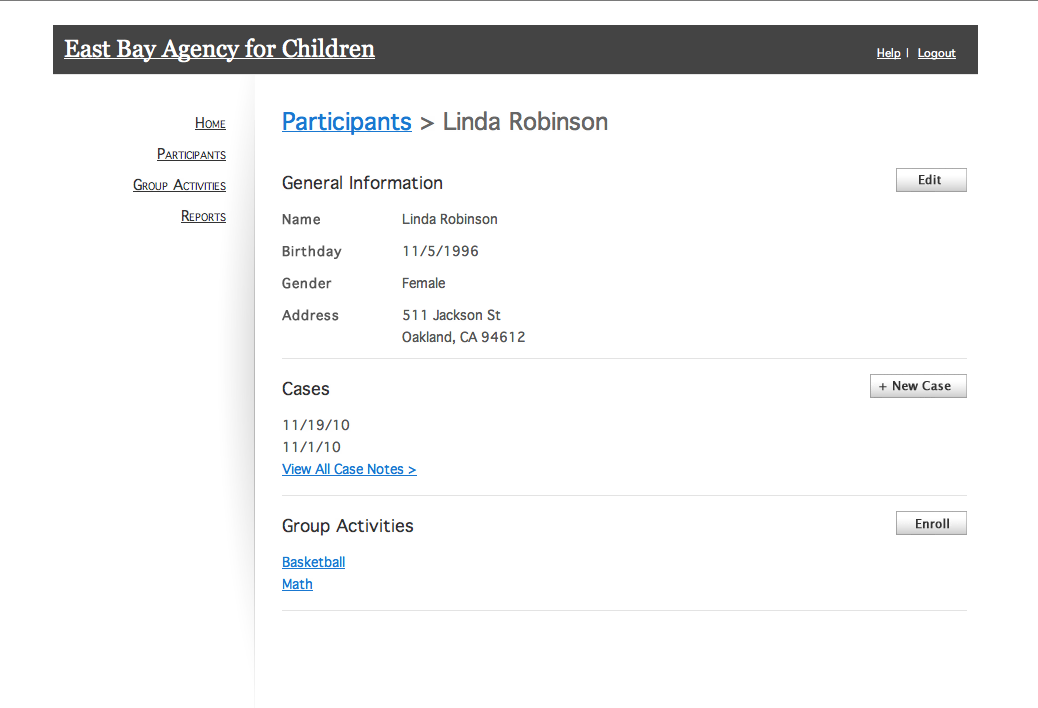 East Bay Agency for Children
Help | Logout
Home
Participants
Group Activities
Reports
Participants > Linda Robinson
General Information
Edit
Name Linda Robinson
Birthday 11/5/1996
Gender Female
Address 511 Jackson St
Oakland, CA 94612
Cases
+ New Case
11/19/10
11/1/10
View All Case Notes >
Group Activities
Enroll
Basketball
Math